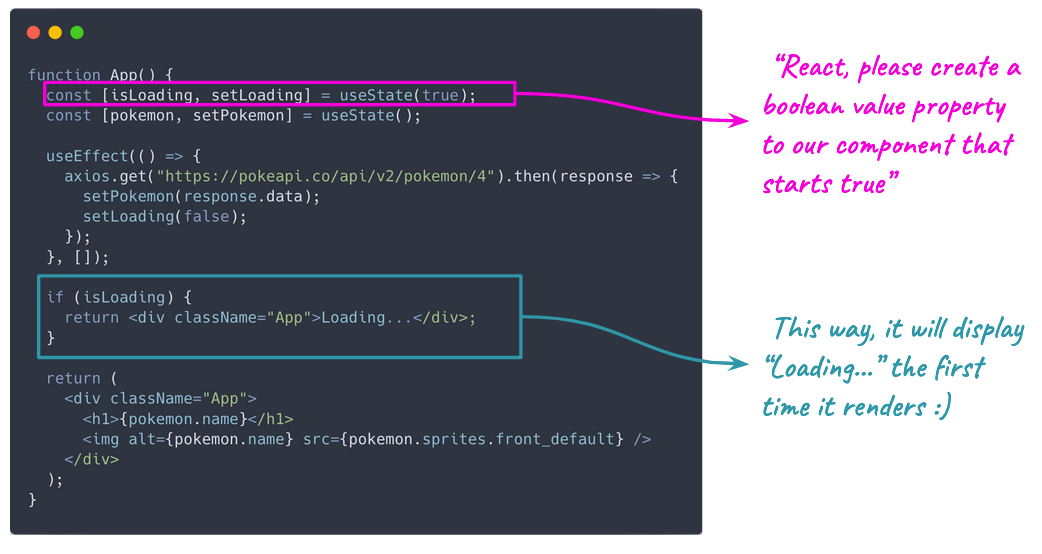 function App() {
  const [isLoading, setLoading] = useState(true);
  const [pokemon, setPokemon] = useState();
  useEffect(() => {
    axios.get("https://pokeapi.co/api/v2/pokemon/4").then(response => {
      setPokemon(response.data);
      setLoading(false);
    });
  }, []);
  if (isLoading) {
    return <div className="App">Loading...</div>;
  }
  return (
    <div className="App">
      <h1>{pokemon.name}</h1>
      <img alt={pokemon.name} src={pokemon.sprites.front_default} />
    </div>
  );
}
“React, please create a
boolean value property
to our component that
starts true”
This way, it will display
“Loading...” the first
time it renders :)